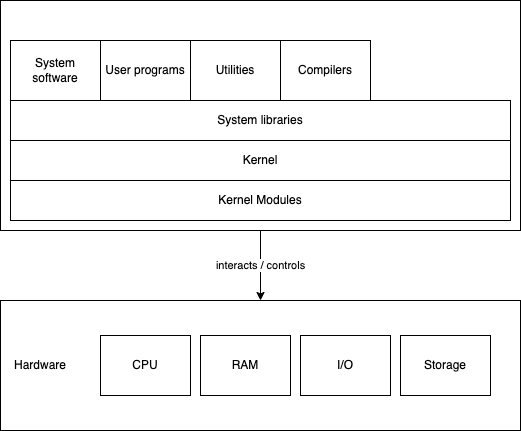 System
software
User programs
Utilities
Compilers
System libraries
Kernel
Kernel Modules
interacts / controls
Hardware
CPU
RAM
I/O
Storage